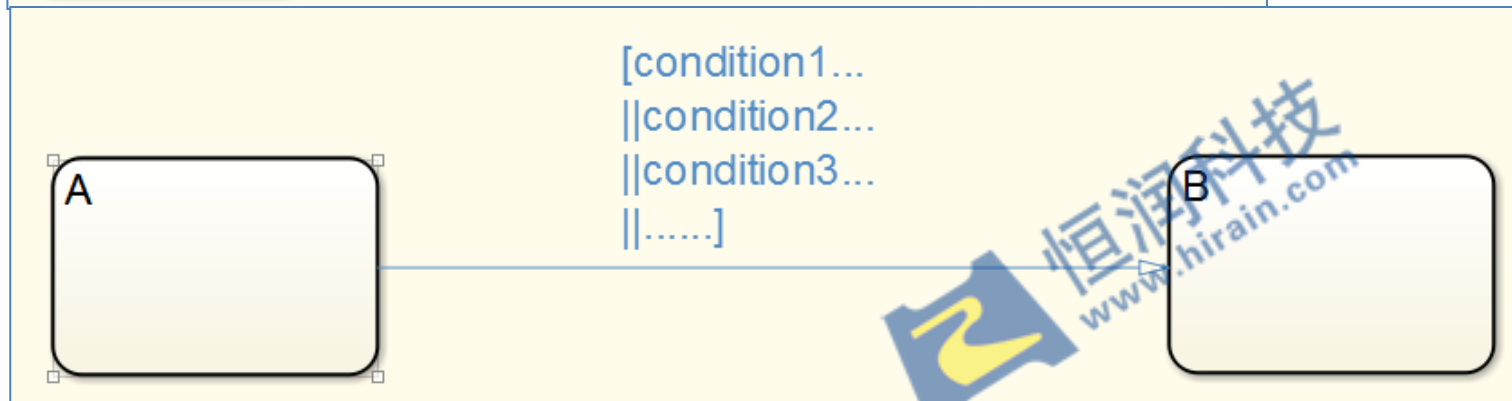 [condition1...
||condition2...
||condition3...
||......]
A
B
恒润科技
www.hirain.com